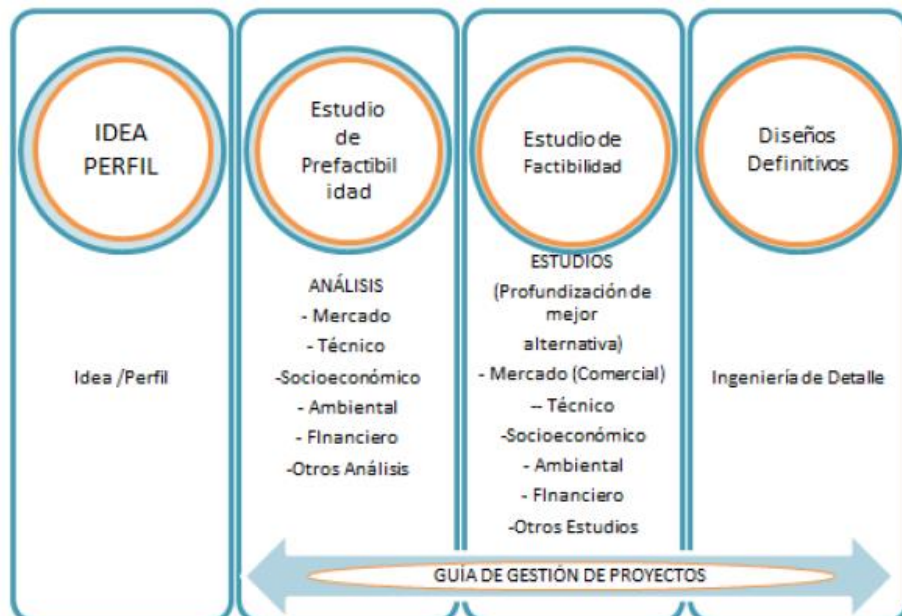 IDEA
PERFIL
Idea /Perfil
Estudio
de
Prefactibil
idad
ANÁLISIS
- Mercado
- Técnico
-Socioeconómico
- Ambiental
- FInanciero
-Otros Análisis
Estudio de
Factibilidad
ESTUDIOS
(Profundización de
mejor
alternativa)
- Mercado (Comercial)
-- Técnico
-Socioeconómico
- Ambiental
- FInanciero
-Otros Estudios
Diseños
Definitivos
Ingeniería de Detalle
GUÍA DE GESTIÓN DE PROYECTOS